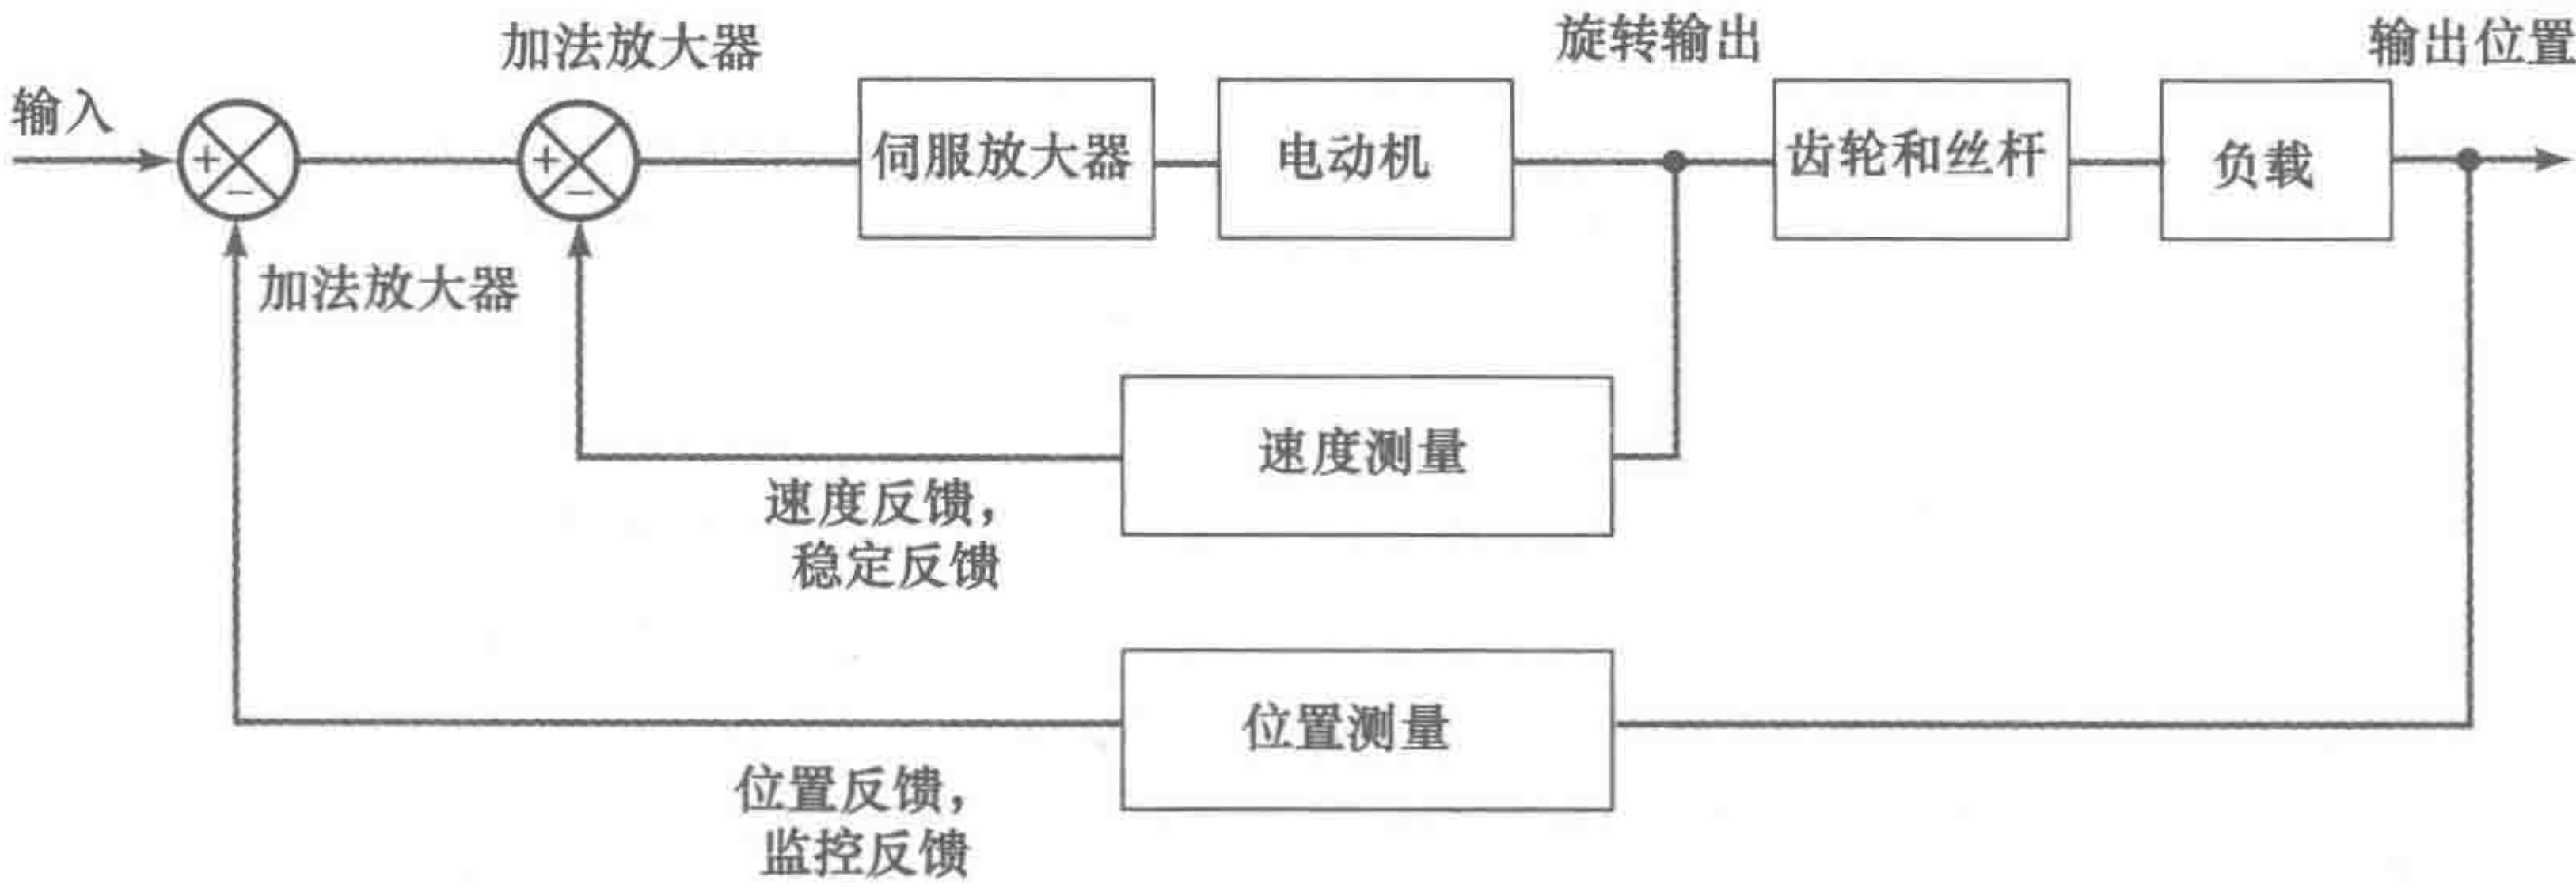 加法放大器
旋转输出
输出位置
输入
+
−
+
−
伺服放大器
电动机
齿轮和丝杆
负载
加法放大器
速度测量
速度反馈，
稳定反馈
位置测量
位置反馈，
监控反馈